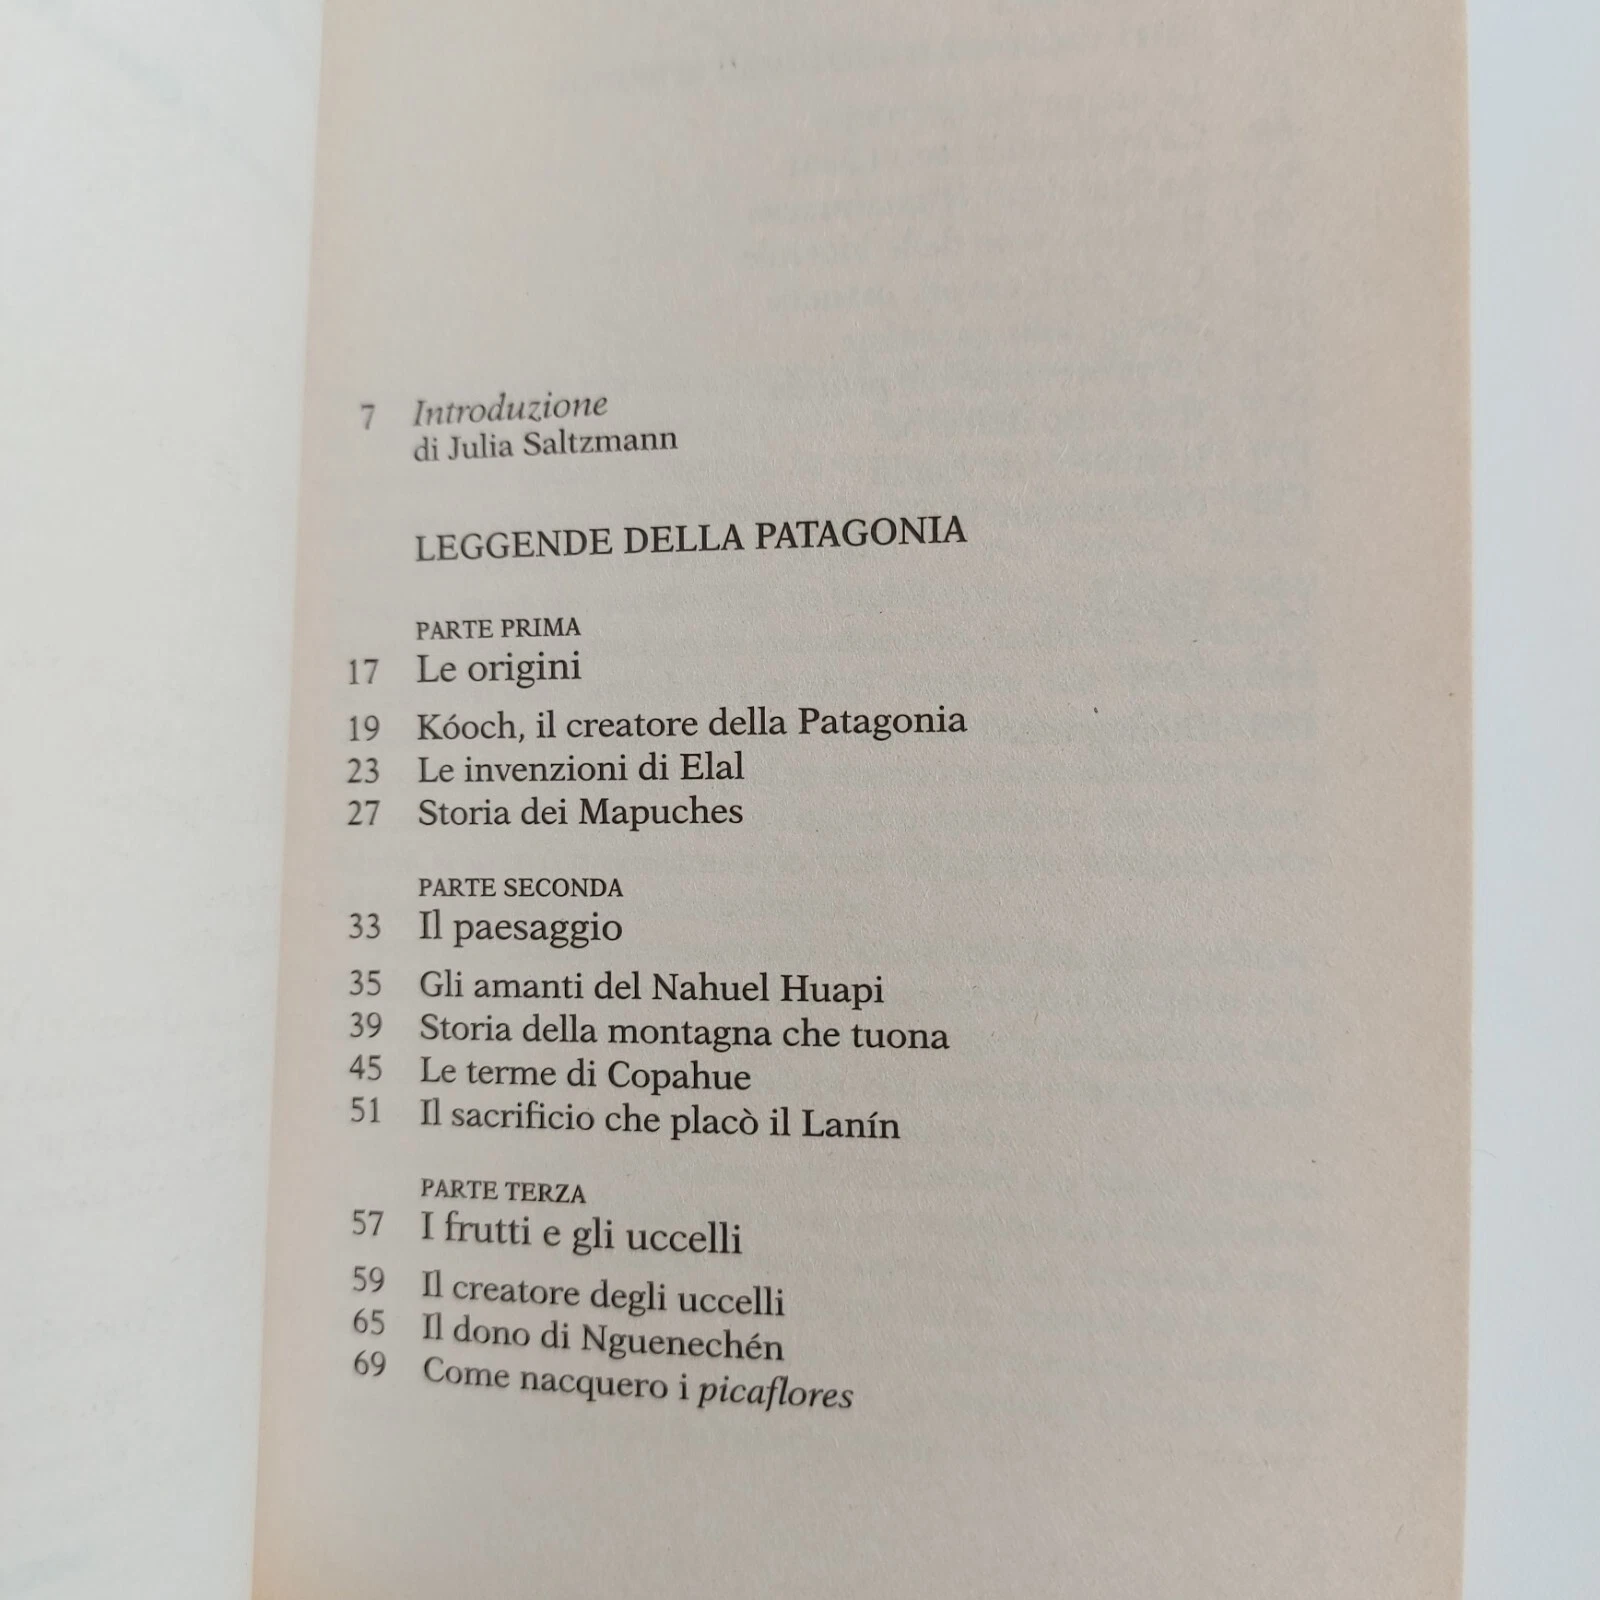 7 Introduzione
di Julia Saltzmann
LEGGENDE DELLA PATAGONIA
PARTE PRIMA
17 Le origini
19 Kóoch, il creatore della Patagonia
23 Le invenzioni di Elal
27 Storia dei Mapuches
PARTE SECONDA
33 Il paesaggio
35 Gli amanti del Nahuel Huapi
39 Storia della montagna che tuona
45 Le terme di Copahue
51 Il sacrificio che placò il Lanín
PARTE TERZA
57 I frutti e gli uccelli
59 Il creatore degli uccelli
65 Il dono di Nguenechén
69 Come nacquero i picaflores